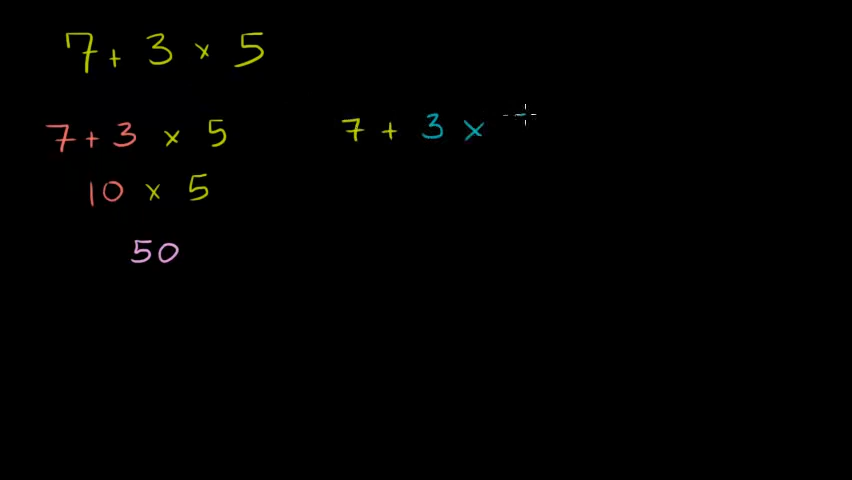 7 + 3 × 5
7 + 3 × 5
7 + 3 ×
10 × 5
50